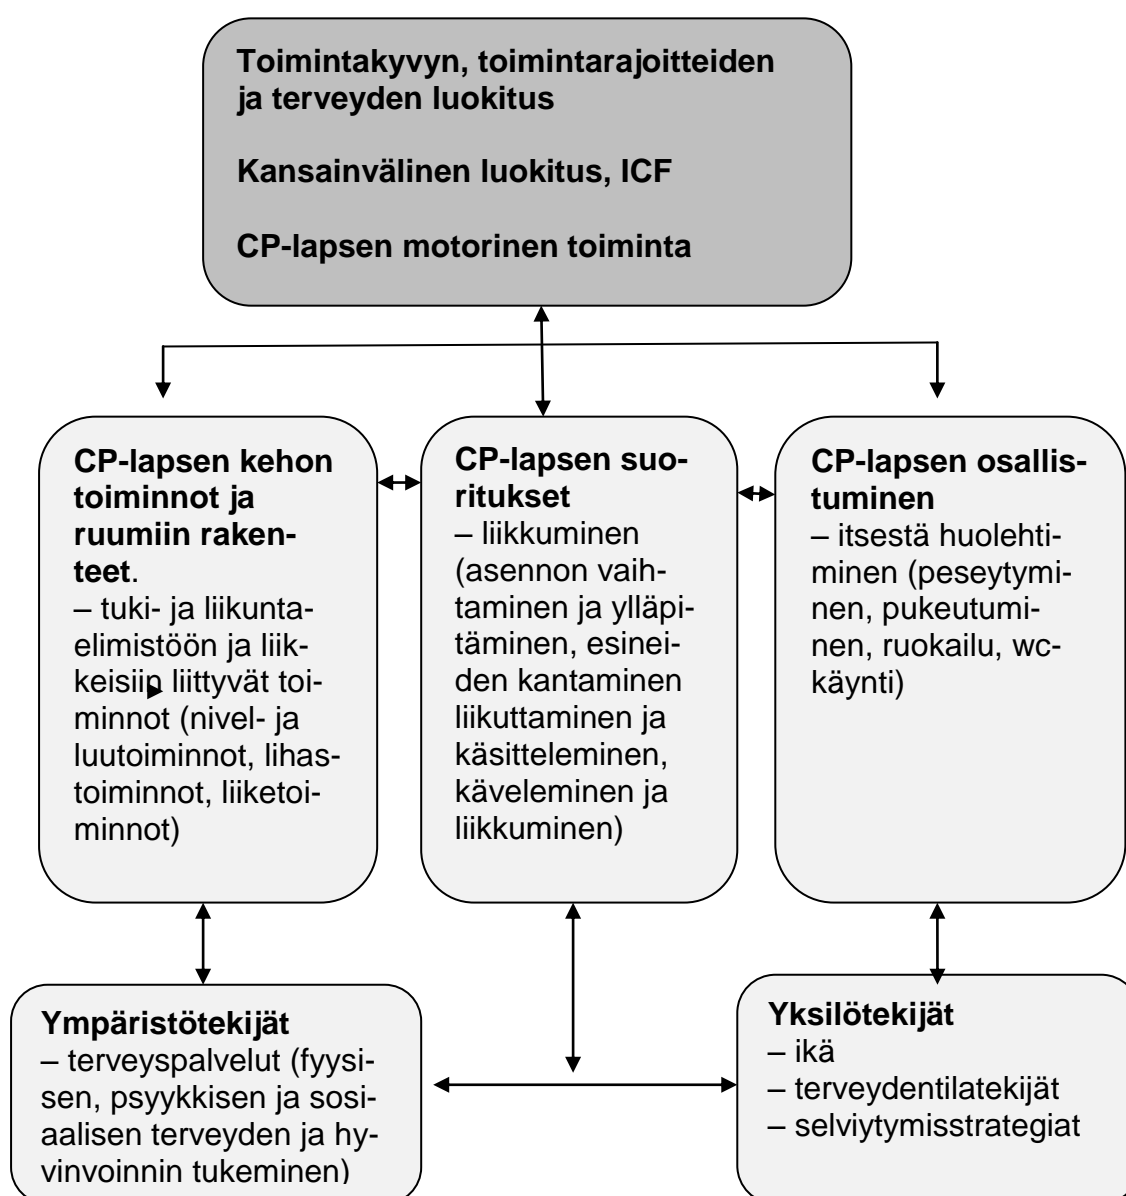 Toimintakyvyn, toimintarajoitteiden
ja terveyden luokitus
Kansainvälinen luokitus, ICF
CP-lapsen motorinen toiminta
CP-lapsen kehon
toiminnot ja
ruumiin raken-
teet.
– tuki- ja liikunta-
elimistöön ja liik-
keisiin liittyvät toi-
minnot (nivel- ja
luutoiminnot, lihas-
toiminnot, liiketoi-
minnot)
CP-lapsen suo-
ritukset
– liikkuminen
(asennon vaih-
taminen ja ylläpi-
täminen, esinei-
den kantaminen
liikuttaminen ja
käsitteleminen,
käveleminen ja
liikkuminen)
CP-lapsen osallis-
tuminen
– itsestä huolehti-
minen (peseytymi-
nen, pukeutumi-
nen, ruokailu, wc-
käynti)
Ympäristötekijät
– terveyspalvelut (fyysi-
sen, psyykkisen ja sosi-
aalisen terveyden ja hy-
vinvoinnin tukeminen)
Yksilötekijät
– ikä
– terveydentilatekijät
– selviytymisstrategiat